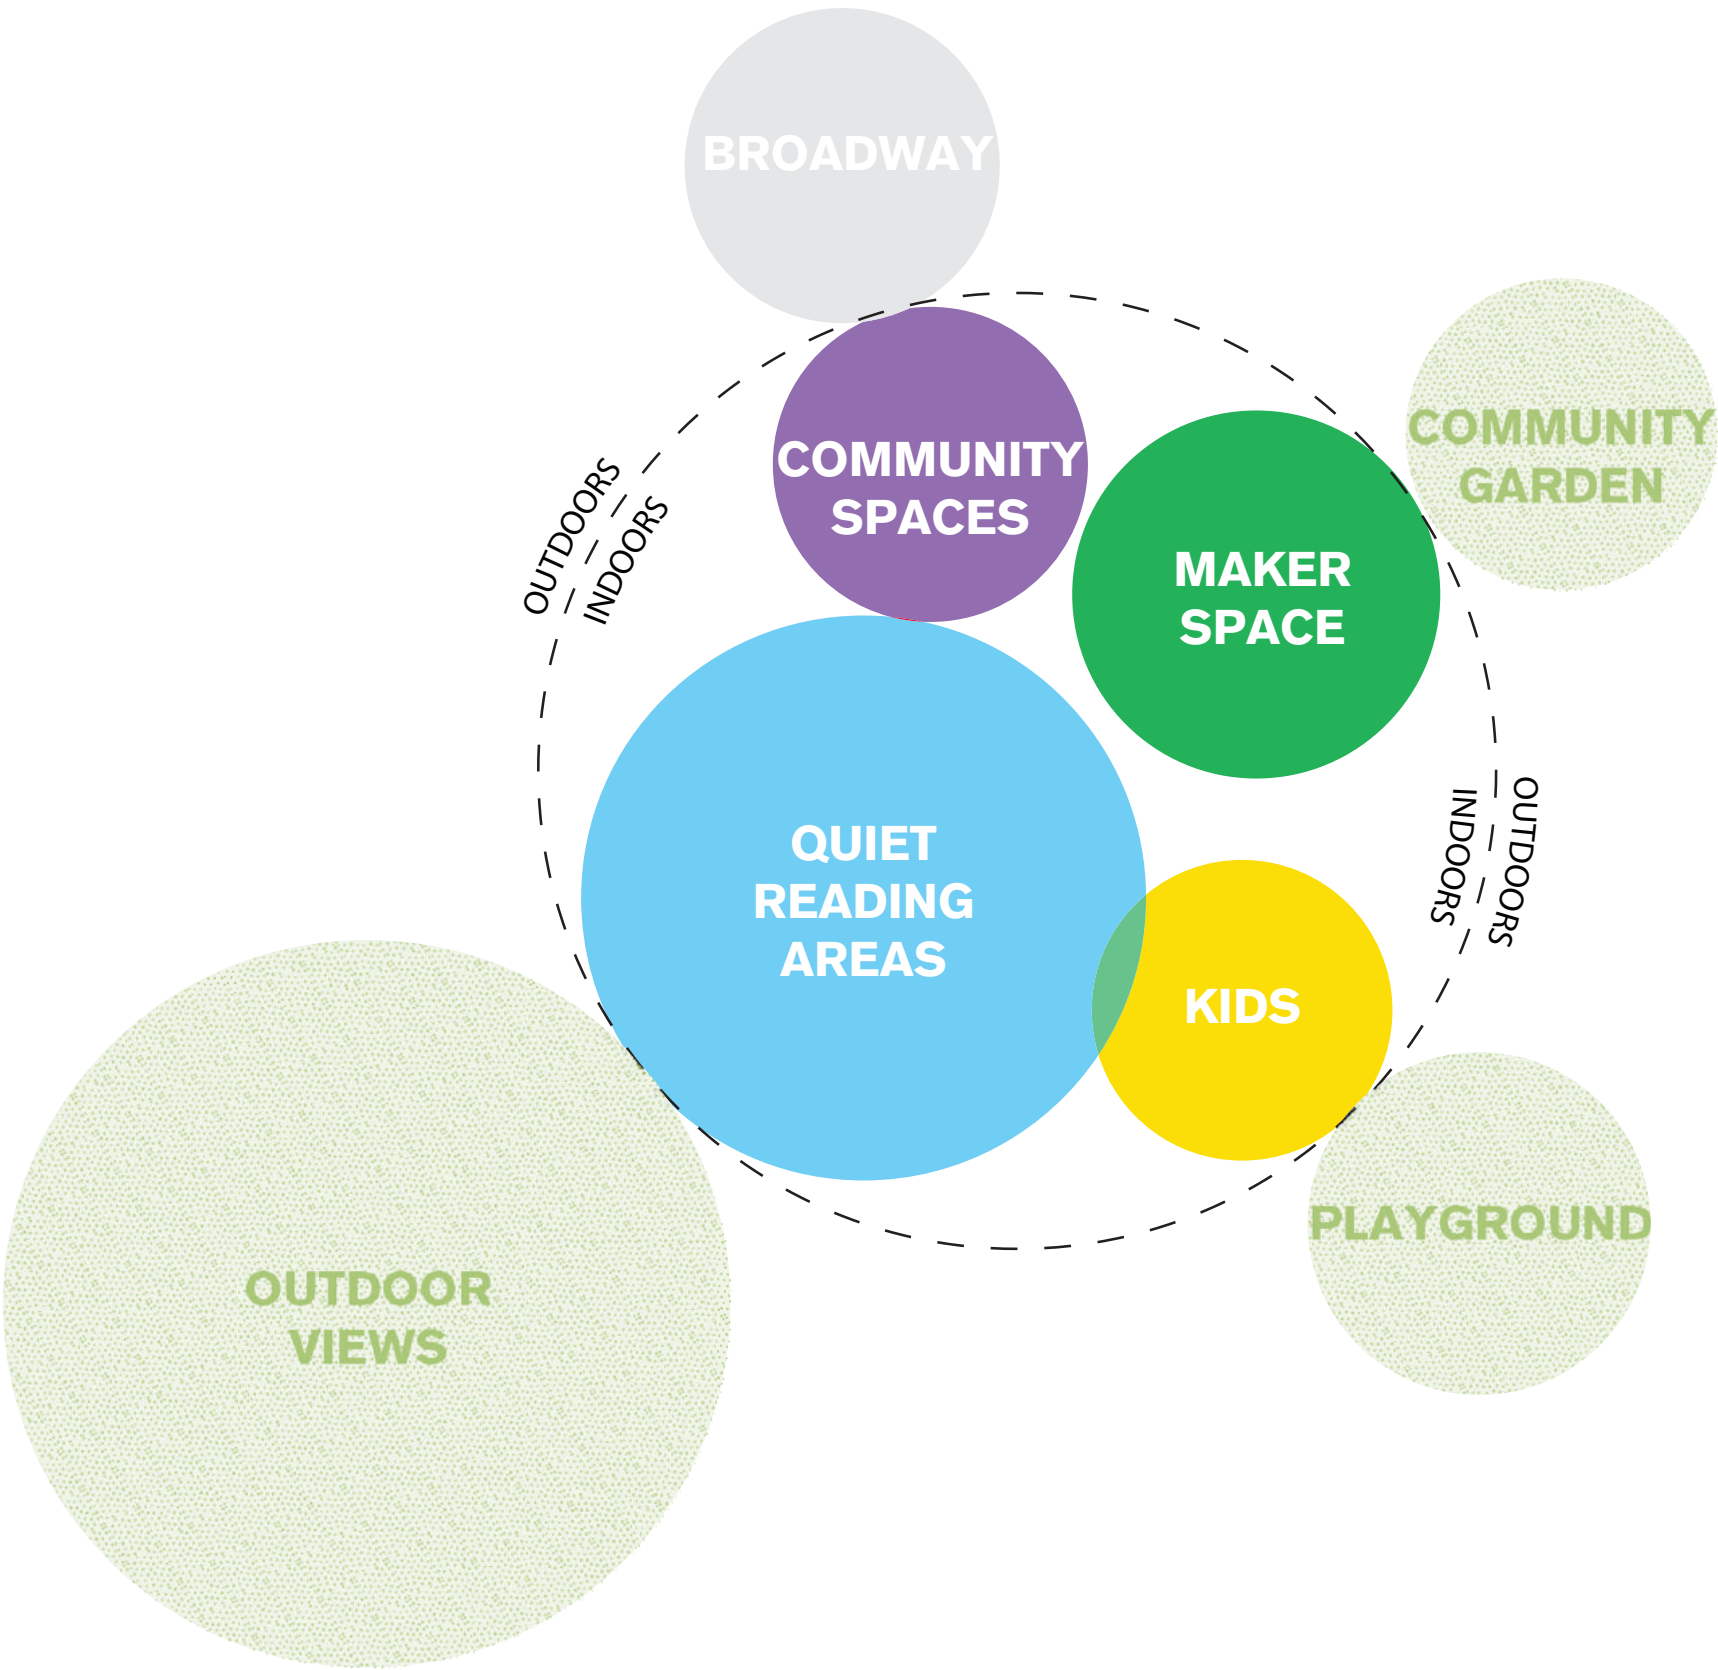 BROADWAY
COMMUNITY
GARDEN
COMMUNITY
SPACES
OUTDOORS
INDOORS
MAKER
SPACE
QUIET
READING
AREAS
OUTDOORS
INDOORS
KIDS
PLAYGROUND
OUTDOOR
VIEWS